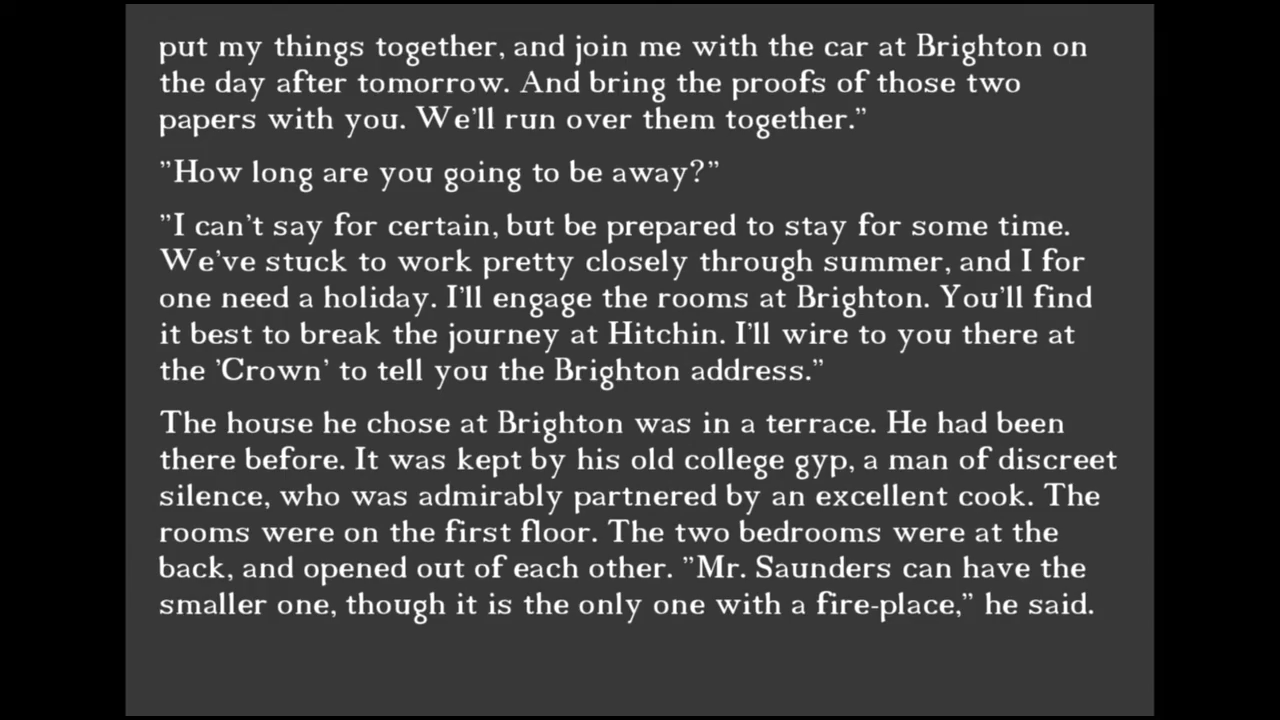 put my things together, and join me with the car at Brighton on
the day after tomorrow. And bring the proofs of those two
papers with you. We’ll run over them together.”
”How long are you going to be away?”
”I can’t say for certain, but be prepared to stay for some time.
We’ve stuck to work pretty closely through summer, and I for
one need a holiday. I’ll engage the rooms at Brighton. You’ll find
it best to break the journey at Hitchin. I’ll wire to you there at
the ’Crown’ to tell you the Brighton address.”
The house he chose at Brighton was in a terrace. He had been
there before. It was kept by his old college gyp, a man of discreet
silence, who was admirably partnered by an excellent cook. The
rooms were on the first floor. The two bedrooms were at the
back, and opened out of each other. ”Mr. Saunders can have the
smaller one, though it is the only one with a fire-place,” he said.